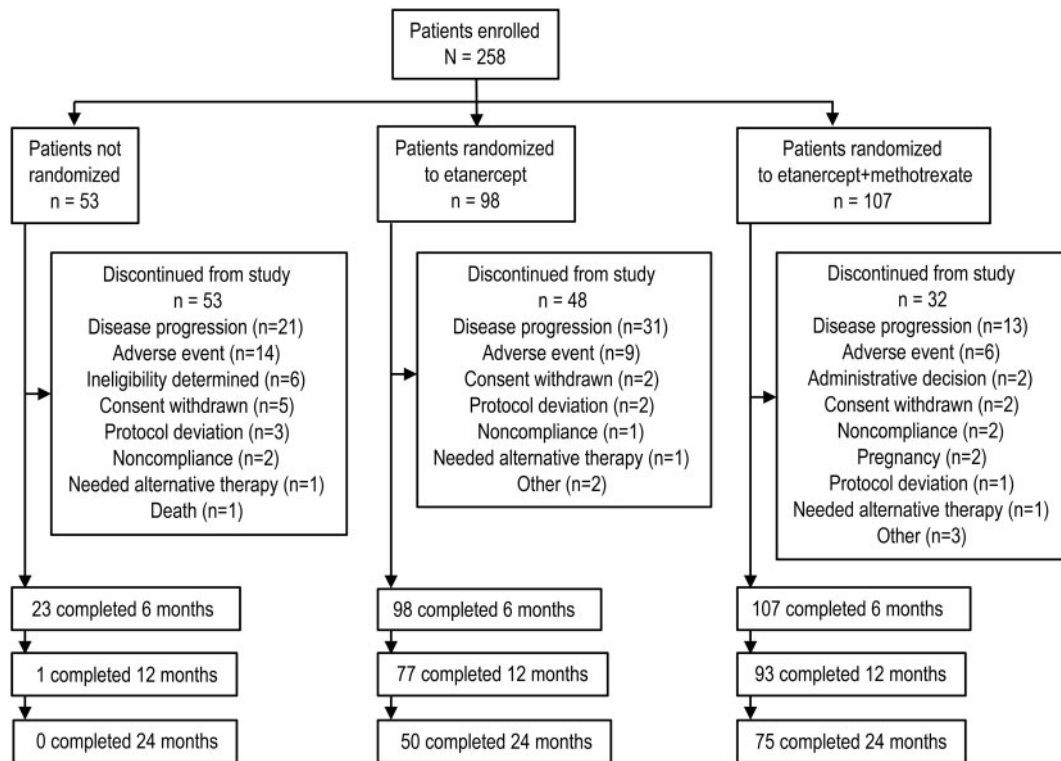 Patients enrolled
N = 258
Patients not
randomized
n = 53
Patients randomized
to etanercept
n = 98
Patients randomized
to etanercept+methotrexate
n = 107
Discontinued from study
n = 53
Disease progression (n=21)
Adverse event (n=14)
Ineligibility determined (n=6)
Consent withdrawn (n=5)
Protocol deviation (n=3)
Noncompliance (n=2)
Needed alternative therapy (n=1)
Death (n=1)
Discontinued from study
n = 48
Disease progression (n=31)
Adverse event (n=9)
Consent withdrawn (n=2)
Protocol deviation (n=2)
Noncompliance (n=1)
Needed alternative therapy (n=1)
Other (n=2)
Discontinued from study
n = 32
Disease progression (n=13)
Adverse event (n=6)
Administrative decision (n=2)
Consent withdrawn (n=2)
Noncompliance (n=2)
Pregnancy (n=2)
Protocol deviation (n=1)
Needed alternative therapy (n=1)
Other (n=3)
23 completed 6 months
98 completed 6 months
107 completed 6 months
1 completed 12 months
77 completed 12 months
93 completed 12 months
0 completed 24 months
50 completed 24 months
75 completed 24 months